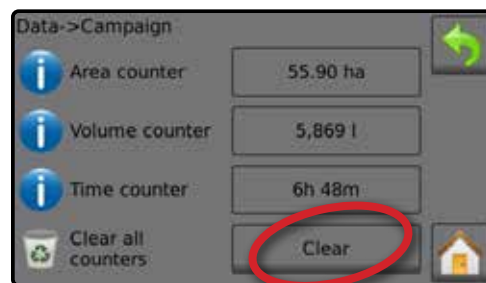 Data->Campaign
Area counter 55.90 ha
Volume counter 5,869 l
Time counter 6h 48m
Clear all
counters
Clear